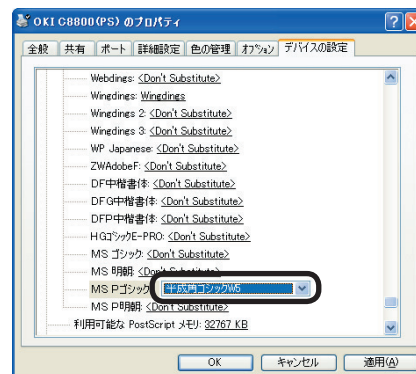 OKI C8800(PS) のプロパティ
全般 共有 ポート 詳細設定 色の管理 オプション デバイスの設定
Webdings: <Don't Substitute>
Wingdings: Wingdings
Wingdings 2: <Don't Substitute>
Wingdings 3: <Don't Substitute>
WP Japanese: <Don't Substitute>
ZWAdobeF: <Don't Substitute>
DF中楷書体: <Don't Substitute>
DFG中楷書体: <Don't Substitute>
DFP中楷書体: <Don't Substitute>
HGゴシックE-PRO: <Don't Substitute>
MS ゴシック: <Don't Substitute>
MS 明朝: <Don't Substitute>
MS Pゴシック 平成角ゴシックW5
MS P明朝: <Don't Substitute>
利用可能な PostScript メモリ: 32767 KB
OK キャンセル 適用(A)